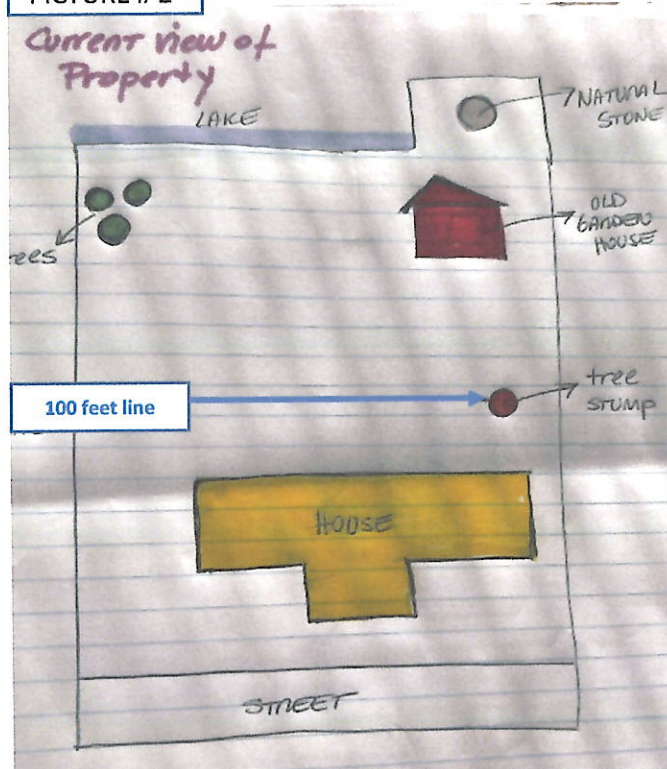 Current view of
Property
LAKE
NATURAL
STONE
OLD
GARDEN
HOUSE
100 feet line
tree
STUMP
HOUSE
STREET